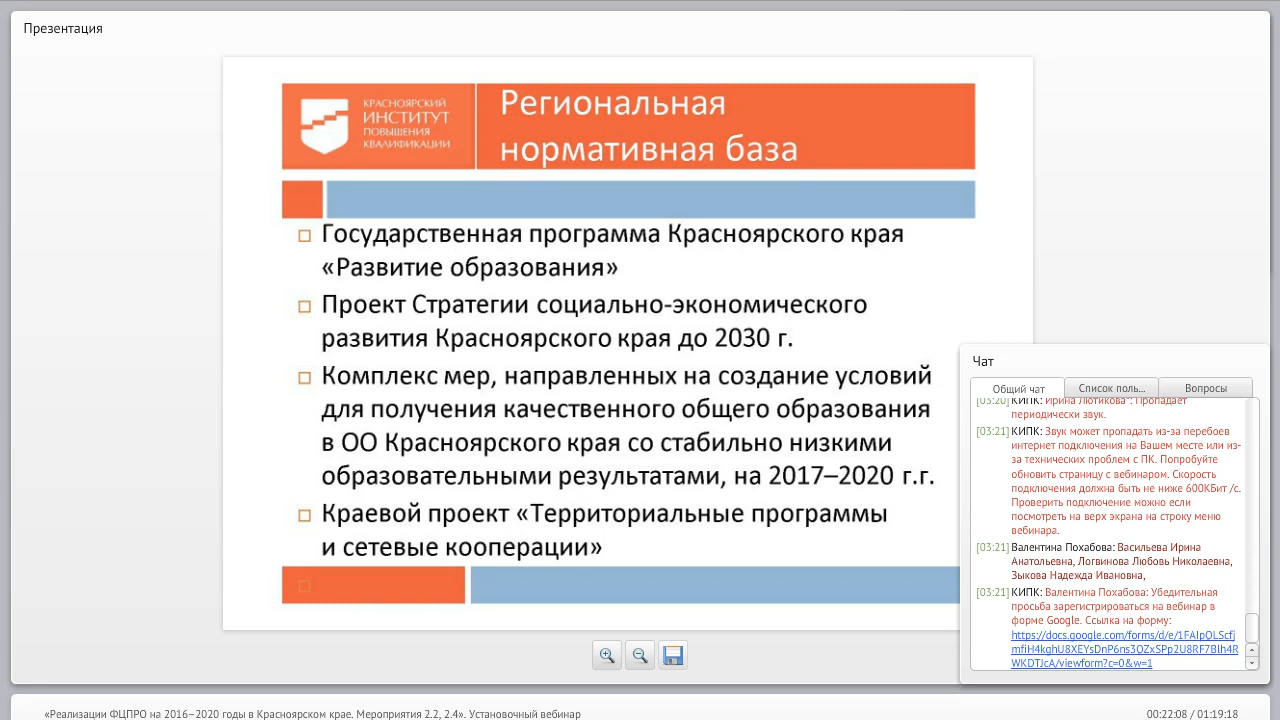 Презентация
КРАСНОЯРСКИЙ
ИНСТИТУТ
ПОВЫШЕНИЯ
КВАЛИФИКАЦИИ
Региональная
нормативная база
Государственная программа Красноярского края
«Развитие образования»
Проект Стратегии социально-экономического
развития Красноярского края до 2030 г.
Комплекс мер, направленных на создание условий
для получения качественного общего образования
в ОО Красноярского края со стабильно низкими
образовательными результатами, на 2017–2020 г.г.
Краевой проект «Территориальные программы
и сетевые кооперации»
Чат
Общий чат
Список поль...
Вопросы
[03:20] КИПК: Ирина Лютикова": Пропадает
периодически звук.
[03:21] КИПК: Звук может пропадать из-за перебоев
интернет подключения на Вашем месте или из-
за технических проблем с ПК. Попробуйте
обновить страницу с вебинаром. Скорость
подключения должна быть не ниже 600КБит /с.
Проверить подключение можно если
посмотреть на верх экрана на строку меню
вебинара.
[03:21] Валентина Похабова: Васильева Ирина
Анатольевна, Логвинова Любовь Николаевна,
Зыкова Надежда Ивановна,
[03:21] КИПК: Валентина Похабова: Убедительная
просьба зарегистрироваться на вебинар в
форме Google. Ссылка на форму:
https://docs.google.com/forms/d/e/1FAIpQLScfj
mfiH4kghU8XEYsDnP6ns3OZxSPp2U8RF7Blh4R
WKDTJcA/viewform?c=0&w=1
«Реализации ФЦПРО на 2016–2020 годы в Красноярском крае. Мероприятия 2.2, 2.4». Установочный вебинар
00:22:08 / 01:19:18